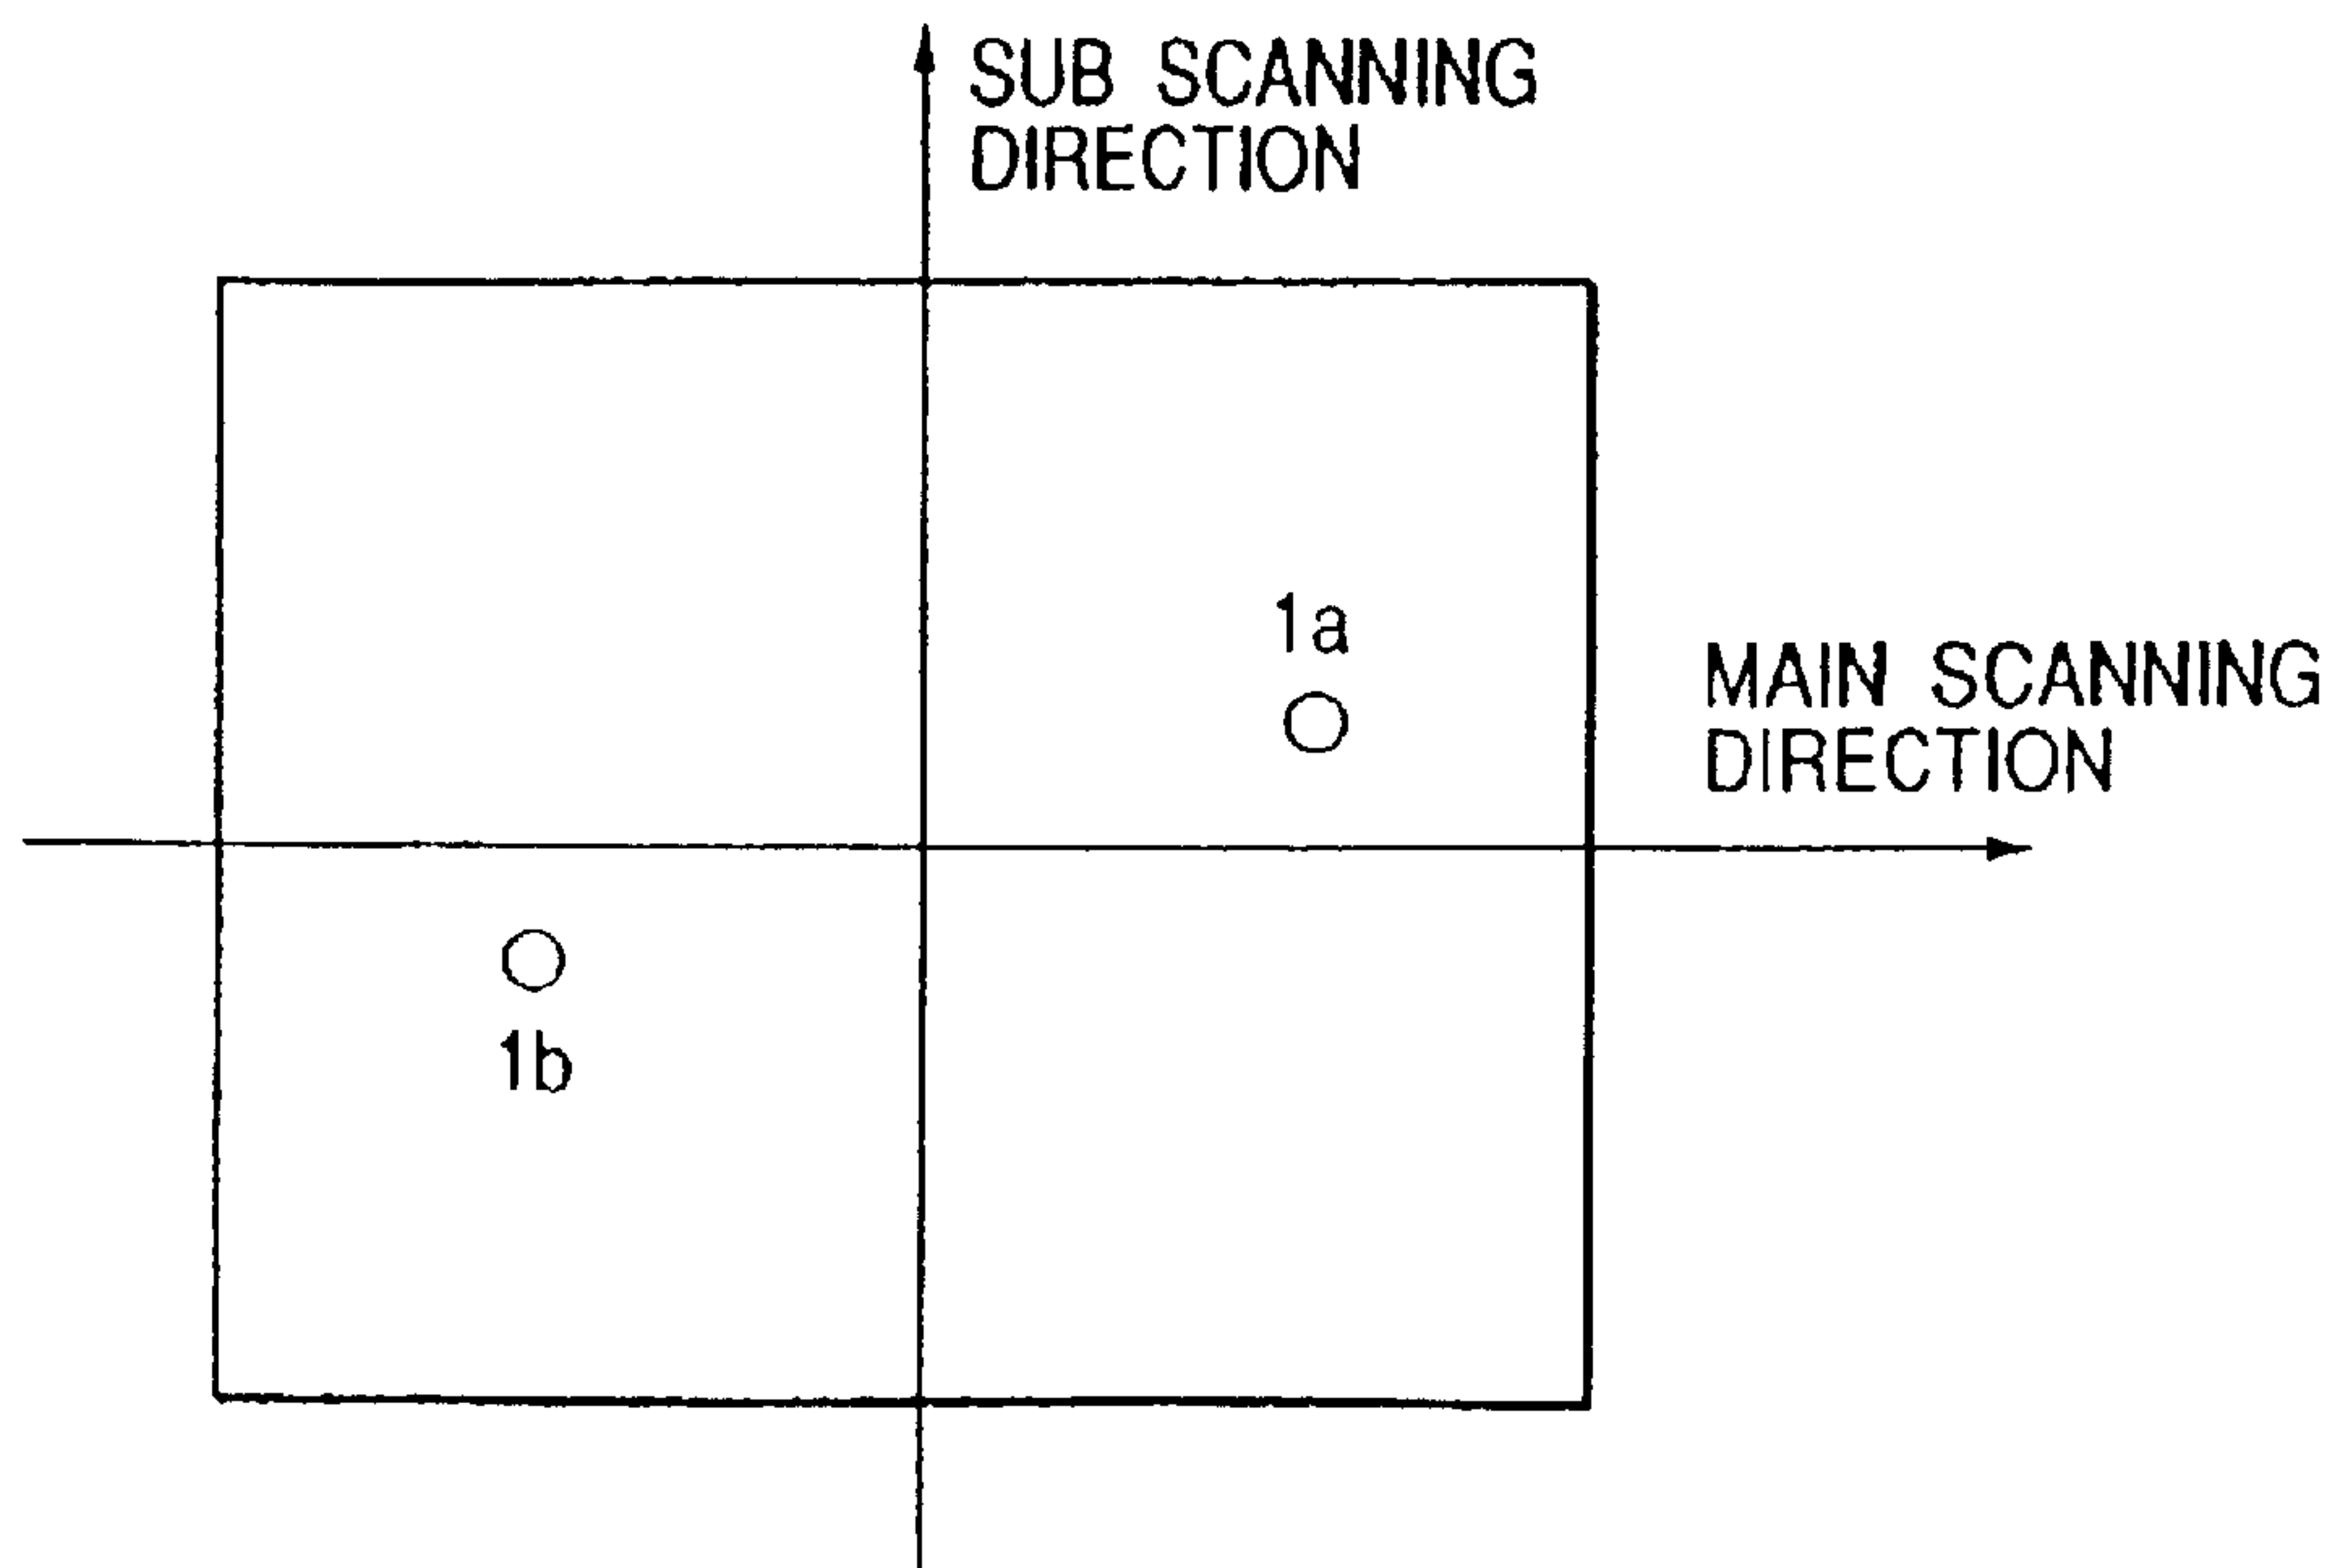 SUB SCANNING
DIRECTION
1a
MAIN SCANNING
DIRECTION
1b